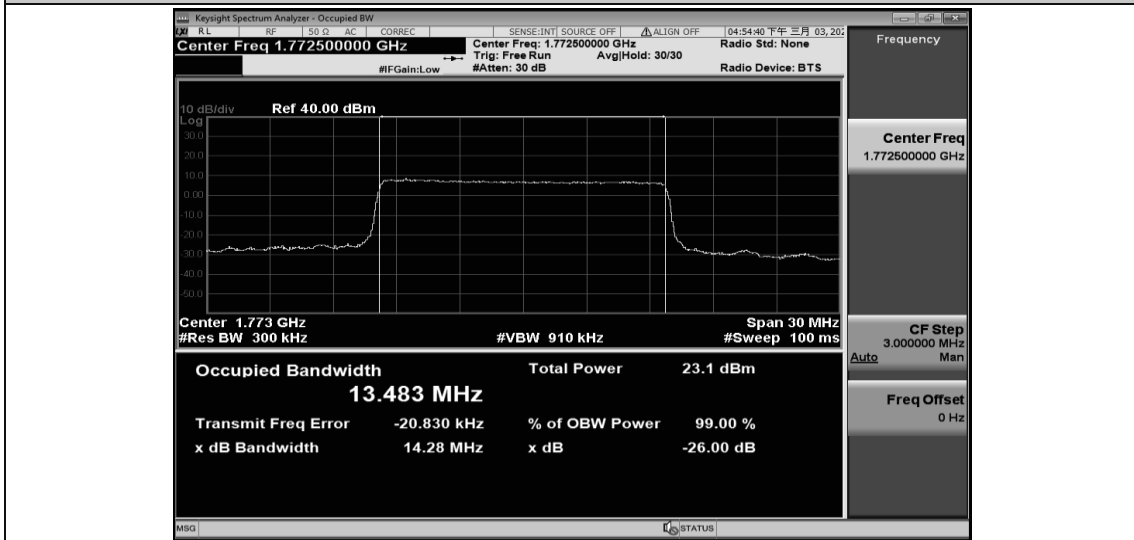 Keysight Spectrum Analyzer - Occupied BW
LXI RL RF 50 Ω AC CORREC SENSE:INT SOURCE OFF ⚠ALIGN OFF 04:54:40 下午 三月 03, 202
Center Freq 1.772500000 GHz
Center Freq: 1.772500000 GHz
Radio Std: None
Trig: Free Run Avg|Hold: 30/30
#IFGain:Low
#Atten: 30 dB
Radio Device: BTS
10 dB/div Ref 40.00 dBm
Log
30.0
20.0
10.0
0.00
-10.0
-20.0
-30.0
-40.0
-50.0
Center 1.773 GHz Span 30 MHz
#Res BW 300 kHz #VBW 910 kHz #Sweep 100 ms
Occupied Bandwidth Total Power 23.1 dBm
13.483 MHz
Transmit Freq Error -20.830 kHz % of OBW Power 99.00 %
x dB Bandwidth 14.28 MHz x dB -26.00 dB
MSG STATUS
Frequency
Center Freq
1.772500000 GHz
CF Step
3.000000 MHz
Auto Man
Freq Offset
0 Hz